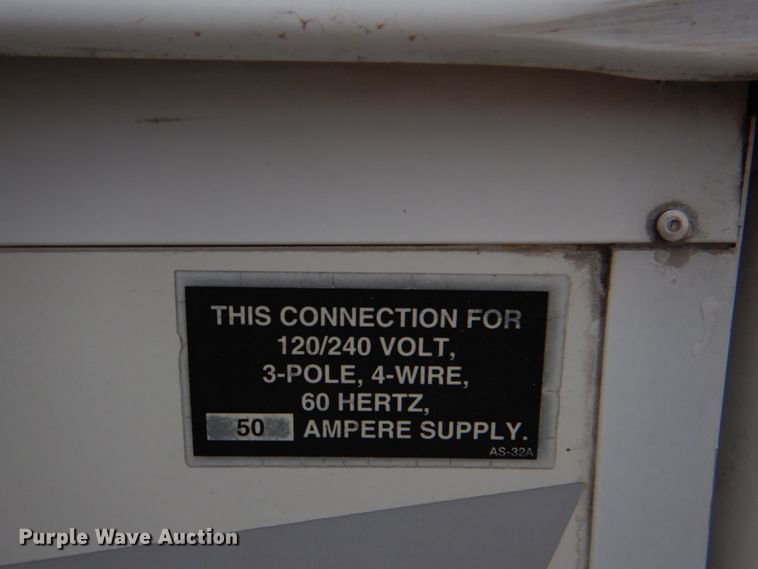 THIS CONNECTION FOR
120/240 VOLT,
3-POLE, 4-WIRE,
60 HERTZ,
50 AMPERE SUPPLY.
AS-32A
Purple Wave Auction